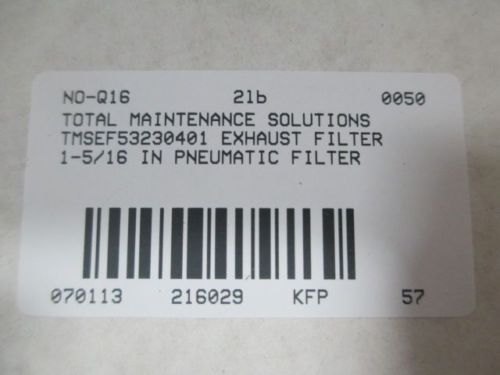 NO-Q16 2lb 0050
TOTAL MAINTENANCE SOLUTIONS
TMSEF53230401 EXHAUST FILTER
1-5/16 IN PNEUMATIC FILTER
070113 216029 KFP 57